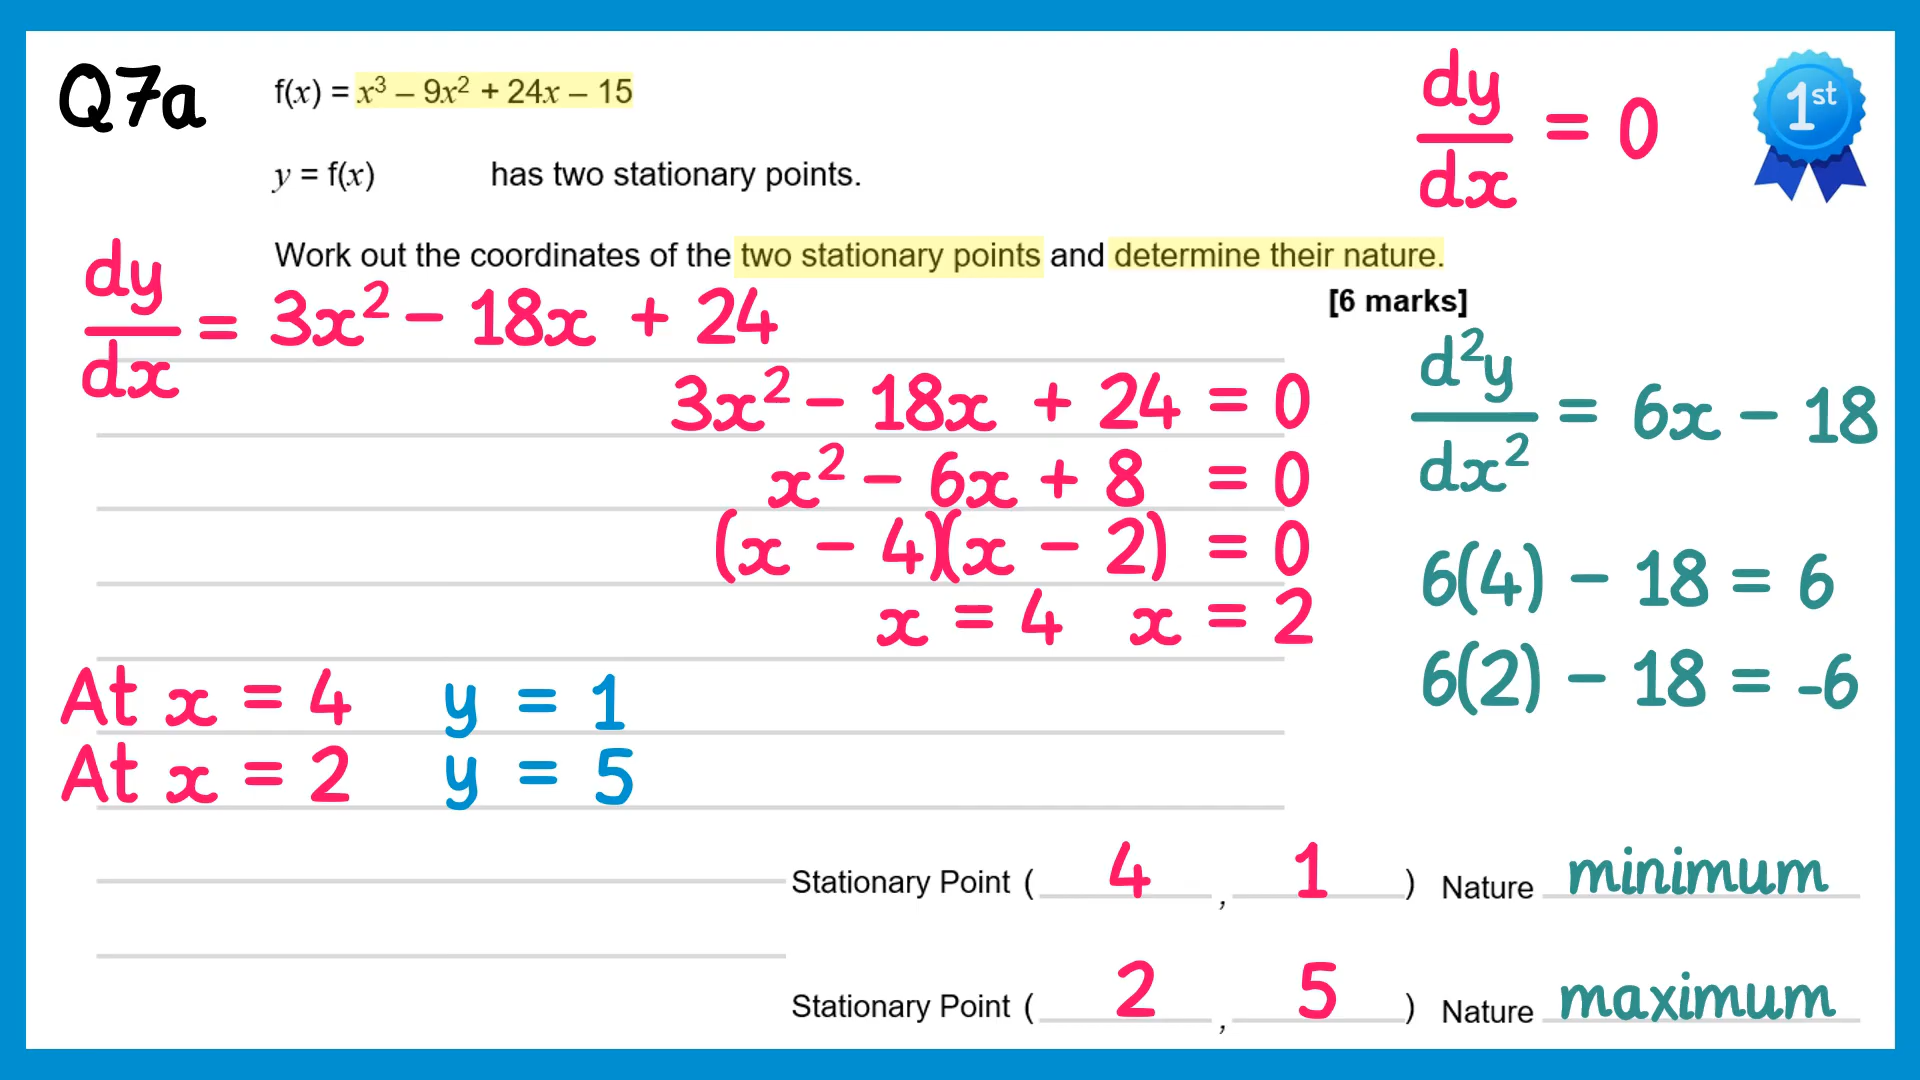 Q7a
f(x) = x³ – 9x² + 24x – 15
dy/dx = 0
1st
y = f(x) has two stationary points.
Work out the coordinates of the two stationary points and determine their nature.
[6 marks]
dy/dx = 3x² – 18x + 24
3x² – 18x + 24 = 0
x² – 6x + 8 = 0
(x – 4)(x – 2) = 0
x = 4 x = 2
d²y/dx² = 6x – 18
6(4) – 18 = 6
6(2) – 18 = -6
At x = 4 y = 1
At x = 2 y = 5
Stationary Point ( 4 , 1 ) Nature minimum
Stationary Point ( 2 , 5 ) Nature maximum